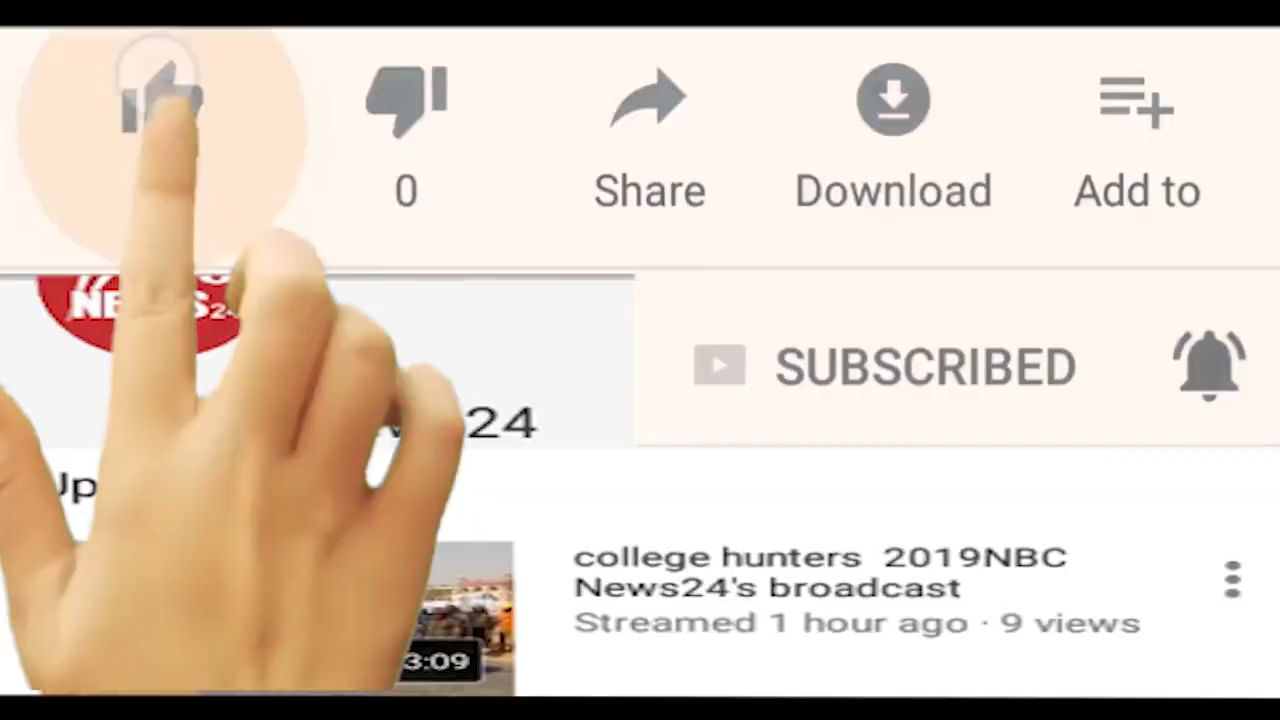 0 Share Download Add to
SUBSCRIBED
24
Up
college hunters 2019NBC
News24's broadcast
Streamed 1 hour ago · 9 views
3:09